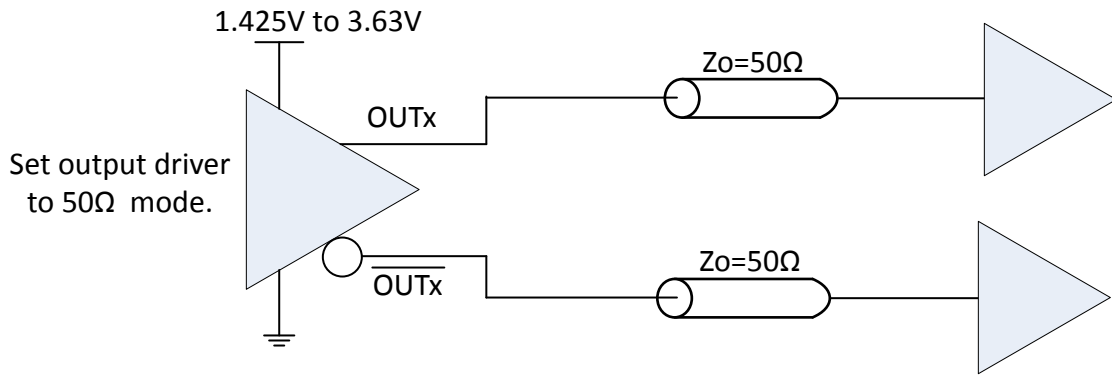 1.425V to 3.63V
Zo=50Ω
OUTx
Set output driver
to 50Ω mode.
Zo=50Ω
OUTx